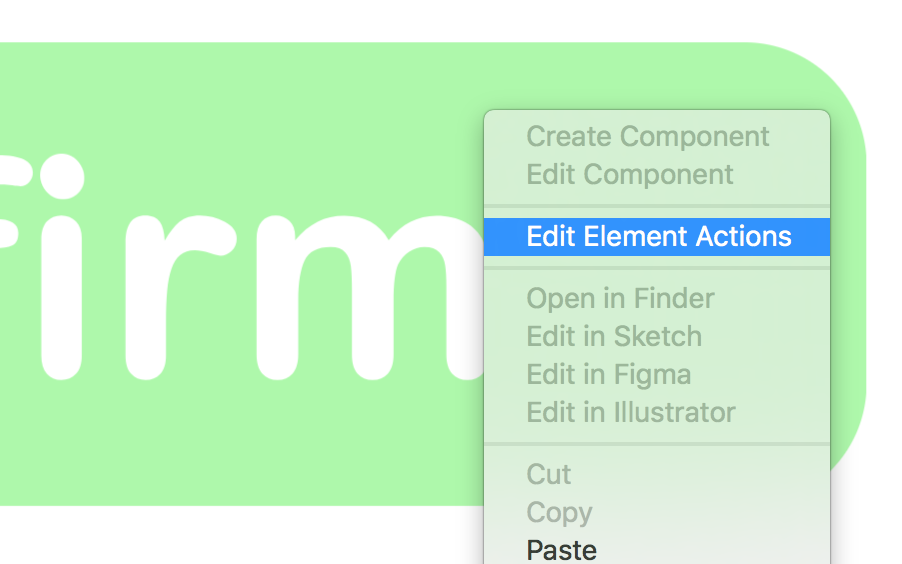 firm
Create Component
Edit Component
Edit Element Actions
Open in Finder
Edit in Sketch
Edit in Figma
Edit in Illustrator
Cut
Copy
Paste